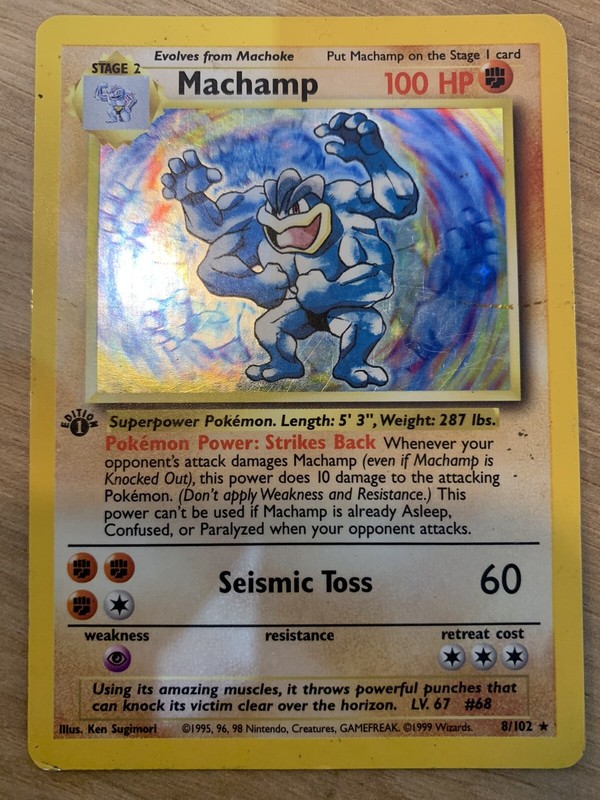 Evolves from Machoke Put Machamp on the Stage 1 card
STAGE 2
Machamp 100 HP
EDITION
1
Superpower Pokémon. Length: 5' 3", Weight: 287 lbs.
Pokémon Power: Strikes Back Whenever your
opponent's attack damages Machamp (even if Machamp is
Knocked Out), this power does 10 damage to the attacking
Pokémon. (Don't apply Weakness and Resistance.) This
power can't be used if Machamp is already Asleep,
Confused, or Paralyzed when your opponent attacks.
Seismic Toss 60
weakness resistance retreat cost
Using its amazing muscles, it throws powerful punches that
can knock its victim clear over the horizon. LV. 67 #68
Illus. Ken Sugimori ©1995, 96, 98 Nintendo, Creatures, GAMEFREAK. ©1999 Wizards. 8/102 ★